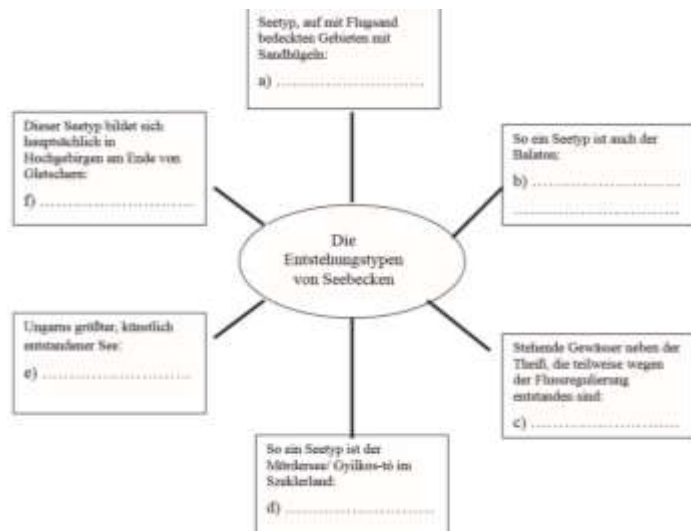 Seetyp, auf mit Flugsand
bedeckten Gebieten mit
Sandhügeln:
a) ……………………………
Dieser Seetyp bildet sich
hauptsächlich in
Hochgebirgen am Ende von
Gletschern:
f) ……………………………
So ein Seetyp ist auch der
Balaton:
b) ……………………………
……………………………
Die
Entstehungstypen
von Seebecken
Ungarns größter, künstlich
entstandener See:
e) ……………………………
Stehende Gewässer neben der
Theiß, die teilweise wegen
der Flussregulierung
entstanden sind:
c) ……………………………
So ein Seetyp ist der
Mördersee/ Gyilkos-tó im
Szeklerland:
d) ……………………………